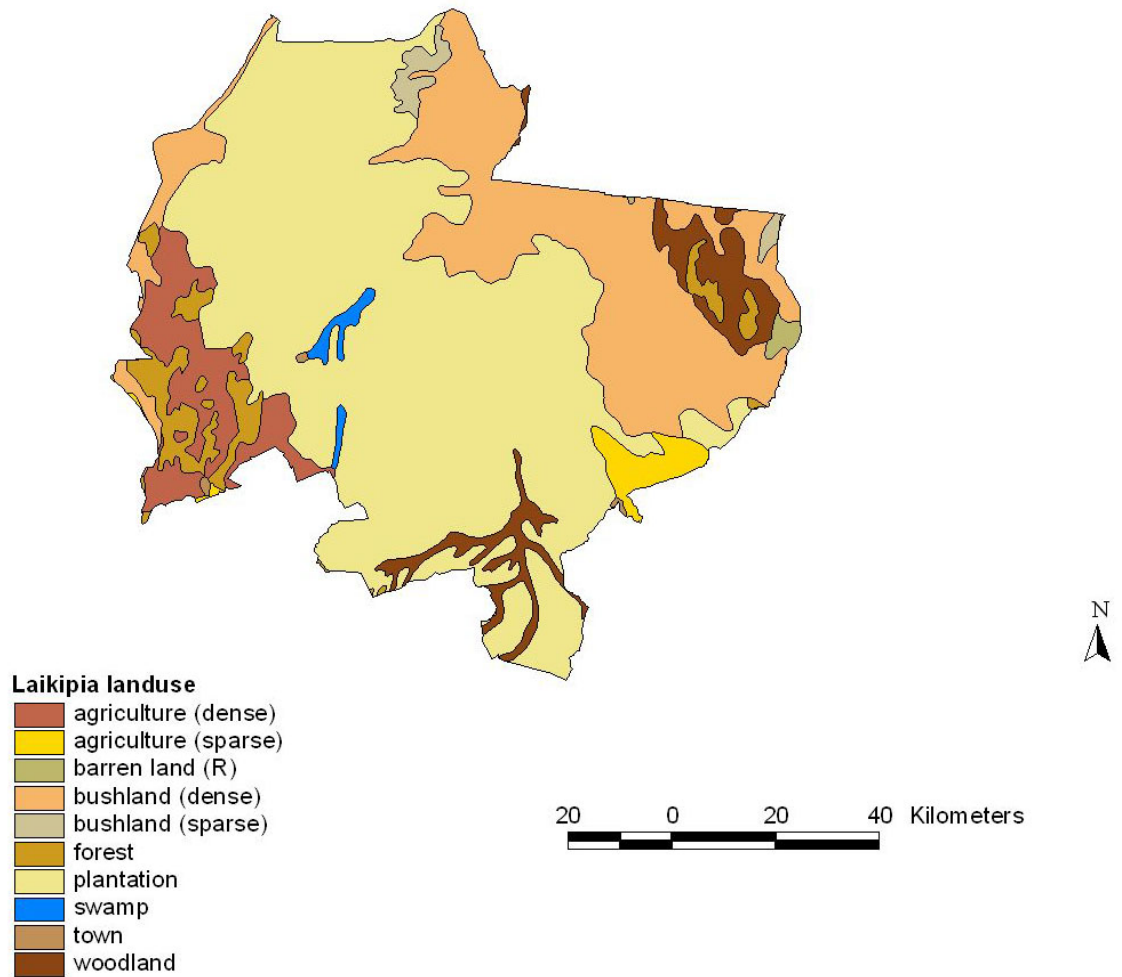 N
Laikipia landuse
agriculture (dense)
agriculture (sparse)
barren land (R)
bushland (dense)
bushland (sparse)
forest
plantation
swamp
town
woodland
20 0 20 40 Kilometers